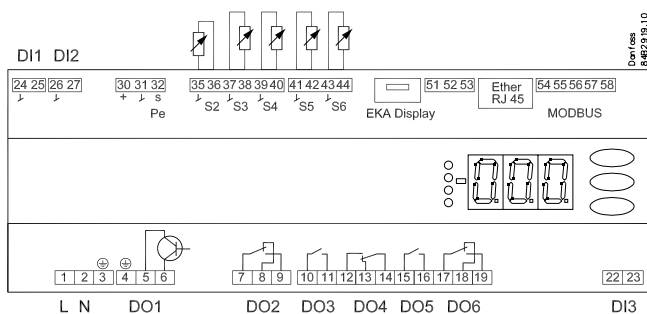 Danfoss
84B2919.10
DI1 DI2
24 25 26 27 30 31 32 35 36 37 38 39 40 41 42 43 44 51 52 53 54 55 56 57 58
+ s S2 S3 S4 S5 S6
Pe
EKA Display
Ether
RJ 45
MODBUS
1 2 3 4 5 6 7 8 9 10 11 12 13 14 15 16 17 18 19 22 23
L N DO1 DO2 DO3 DO4 DO5 DO6 DI3